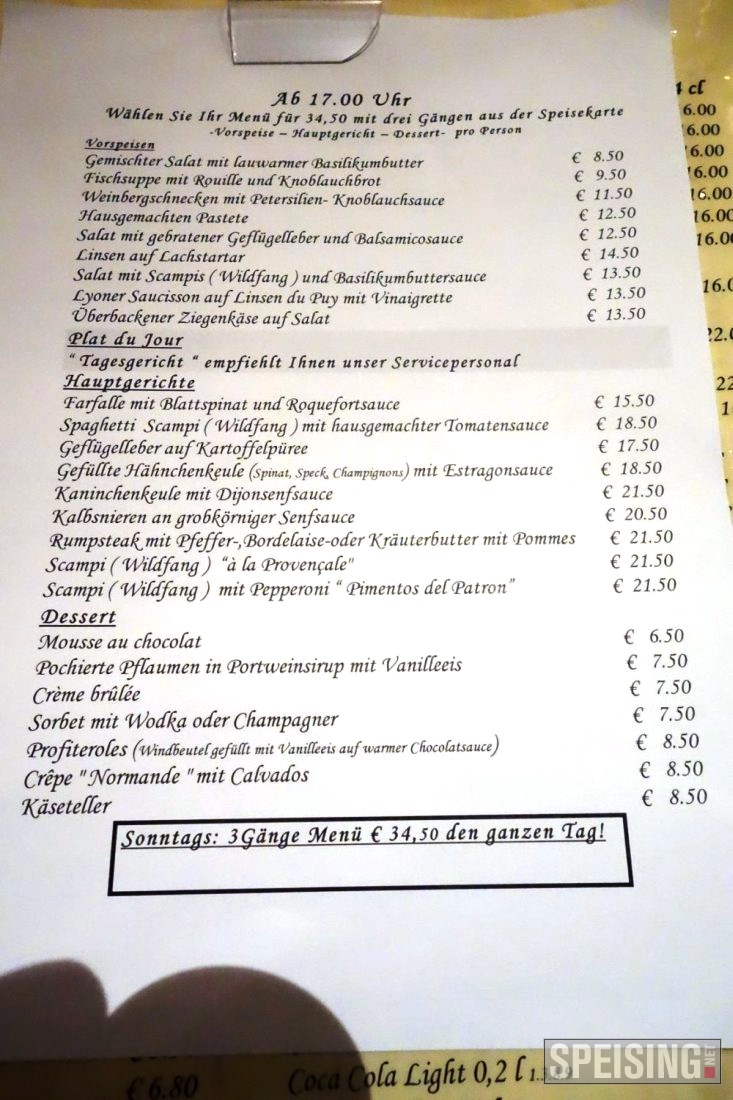 Ab 17.00 Uhr
Wählen Sie Ihr Menü für 34,50 mit drei Gängen aus der Speisekarte
-Vorspeise – Hauptgericht – Dessert- pro Person
Vorspeisen
Gemischter Salat mit lauwarmer Basilikumbutter € 8.50
Fischsuppe mit Rouille und Knoblauchbrot € 9.50
Weinbergschnecken mit Petersilien- Knoblauchsauce € 11.50
Hausgemachten Pastete € 12.50
Salat mit gebratener Geflügelleber und Balsamicosauce € 12.50
Linsen auf Lachstartar € 14.50
Salat mit Scampis ( Wildfang ) und Basilikumbuttersauce € 13.50
Lyoner Saucisson auf Linsen du Puy mit Vinaigrette € 13.50
Überbackener Ziegenkäse auf Salat € 13.50
Plat du Jour
“ Tagesgericht “ empfiehlt Ihnen unser Servicepersonal
Hauptgerichte
Farfalle mit Blattspinat und Roquefortsauce € 15.50
Spaghetti Scampi ( Wildfang ) mit hausgemachter Tomatensauce € 18.50
Geflügelleber auf Kartoffelpüree € 17.50
Gefüllte Hähnchenkeule (Spinat, Speck, Champignons) mit Estragonsauce € 18.50
Kaninchenkeule mit Dijonsenfsauce € 21.50
Kalbsnieren an grobkörniger Senfsauce € 20.50
Rumpsteak mit Pfeffer-,Bordelaise-oder Kräuterbutter mit Pommes € 21.50
Scampi ( Wildfang ) “à la Provençale" € 21.50
Scampi ( Wildfang ) mit Pepperoni “ Pimentos del Patron” € 21.50
Dessert
Mousse au chocolat € 6.50
Pochierte Pflaumen in Portweinsirup mit Vanilleeis € 7.50
Crème brûlée € 7.50
Sorbet mit Wodka oder Champagner € 7.50
Profiteroles (Windbeutel gefüllt mit Vanilleeis auf warmer Chocolatsauce) € 8.50
Crêpe "Normande " mit Calvados € 8.50
Käseteller € 8.50
Sonntags: 3Gänge Menü € 34,50 den ganzen Tag!
cl
6.00
6.00
6.00
16.00
16.00
16.00
16.0
€ 6.80
Coca Cola Light 0,2 l
SPEISING.NET